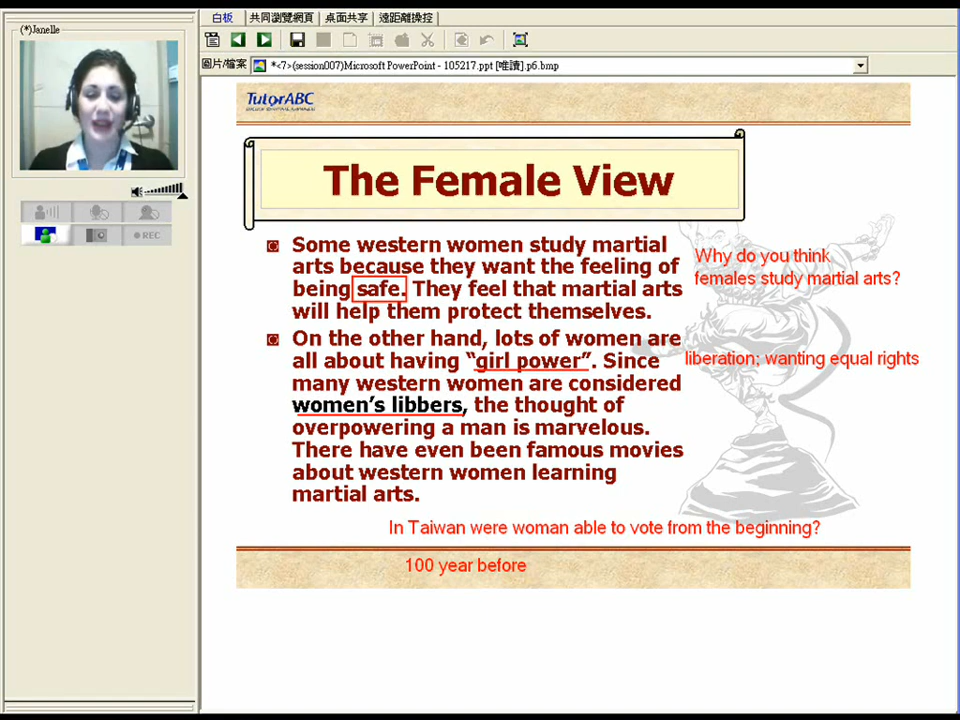 (*)Janelle
白板 共同瀏覽網頁 桌面共享 遠距離操控
圖片/檔案 *<7>(session007)Microsoft PowerPoint - 105217.ppt [唯讀].p6.bmp
REC
TutorABC
The Female View
Some western women study martial
arts because they want the feeling of
being safe. They feel that martial arts
will help them protect themselves.
Why do you think
females study martial arts?
On the other hand, lots of women are
all about having “girl power”. Since
many western women are considered
women’s libbers, the thought of
overpowering a man is marvelous.
There have even been famous movies
about western women learning
martial arts.
liberation; wanting equal rights
In Taiwan were woman able to vote from the beginning?
100 year before